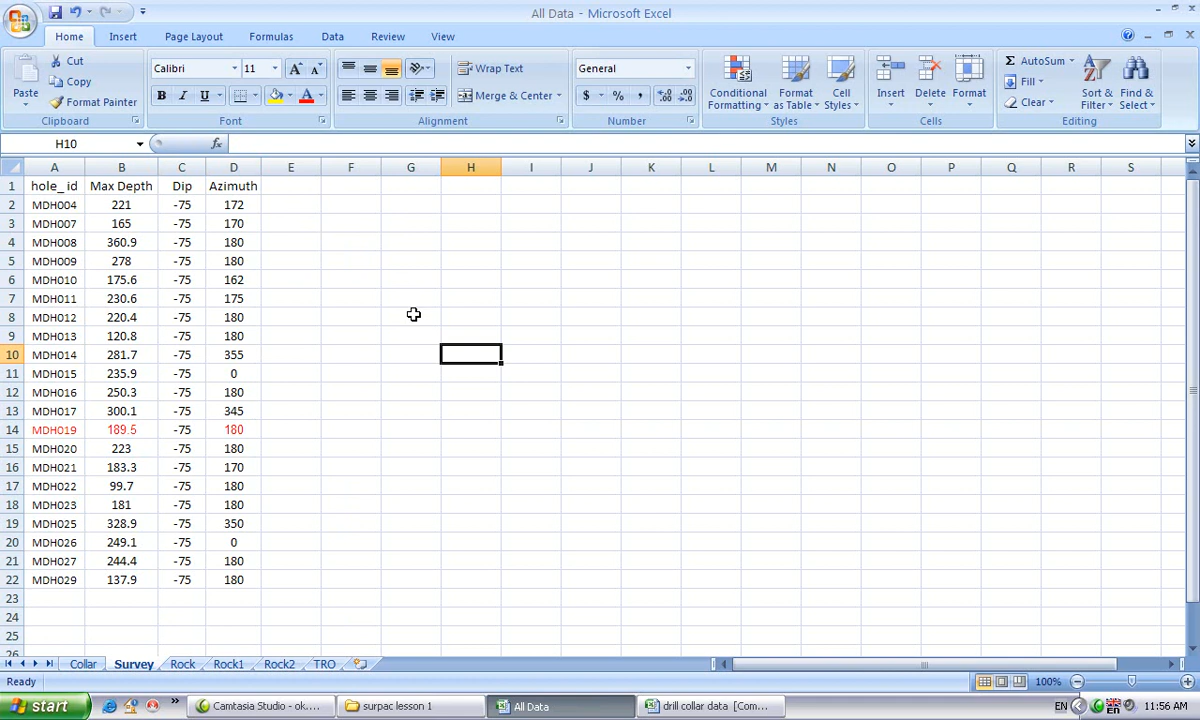 All Data - Microsoft Excel
Home Insert Page Layout Formulas Data Review View
Paste Cut Copy Format Painter
Calibri 11 A A
B I U A
Wrap Text
Merge & Center
General
$ % ,
Conditional Formatting Format as Table Cell Styles
Insert Delete Format
Σ AutoSum Fill Clear
Sort & Filter Find & Select
Clipboard Font Alignment Number Styles Cells Editing
H10 fx
A B C D E F G H I J K L M N O P Q R S
1 hole_ id Max Depth Dip Azimuth
2 MDH004 221 -75 172
3 MDH007 165 -75 170
4 MDH008 360.9 -75 180
5 MDH009 278 -75 180
6 MDH010 175.6 -75 162
7 MDH011 230.6 -75 175
8 MDH012 220.4 -75 180
9 MDH013 120.8 -75 180
10 MDH014 281.7 -75 355
11 MDH015 235.9 -75 0
12 MDH016 250.3 -75 180
13 MDH017 300.1 -75 345
14 MDH019 189.5 -75 180
15 MDH020 223 -75 180
16 MDH021 183.3 -75 170
17 MDH022 99.7 -75 180
18 MDH023 181 -75 180
19 MDH025 328.9 -75 350
20 MDH026 249.1 -75 0
21 MDH027 244.4 -75 180
22 MDH029 137.9 -75 180
23
24
25
26
Collar Survey Rock Rock1 Rock2 TRO
Ready 100%
start Camtasia Studio - ok.... surpac lesson 1 All Data drill collar data [Com... EN 11:56 AM